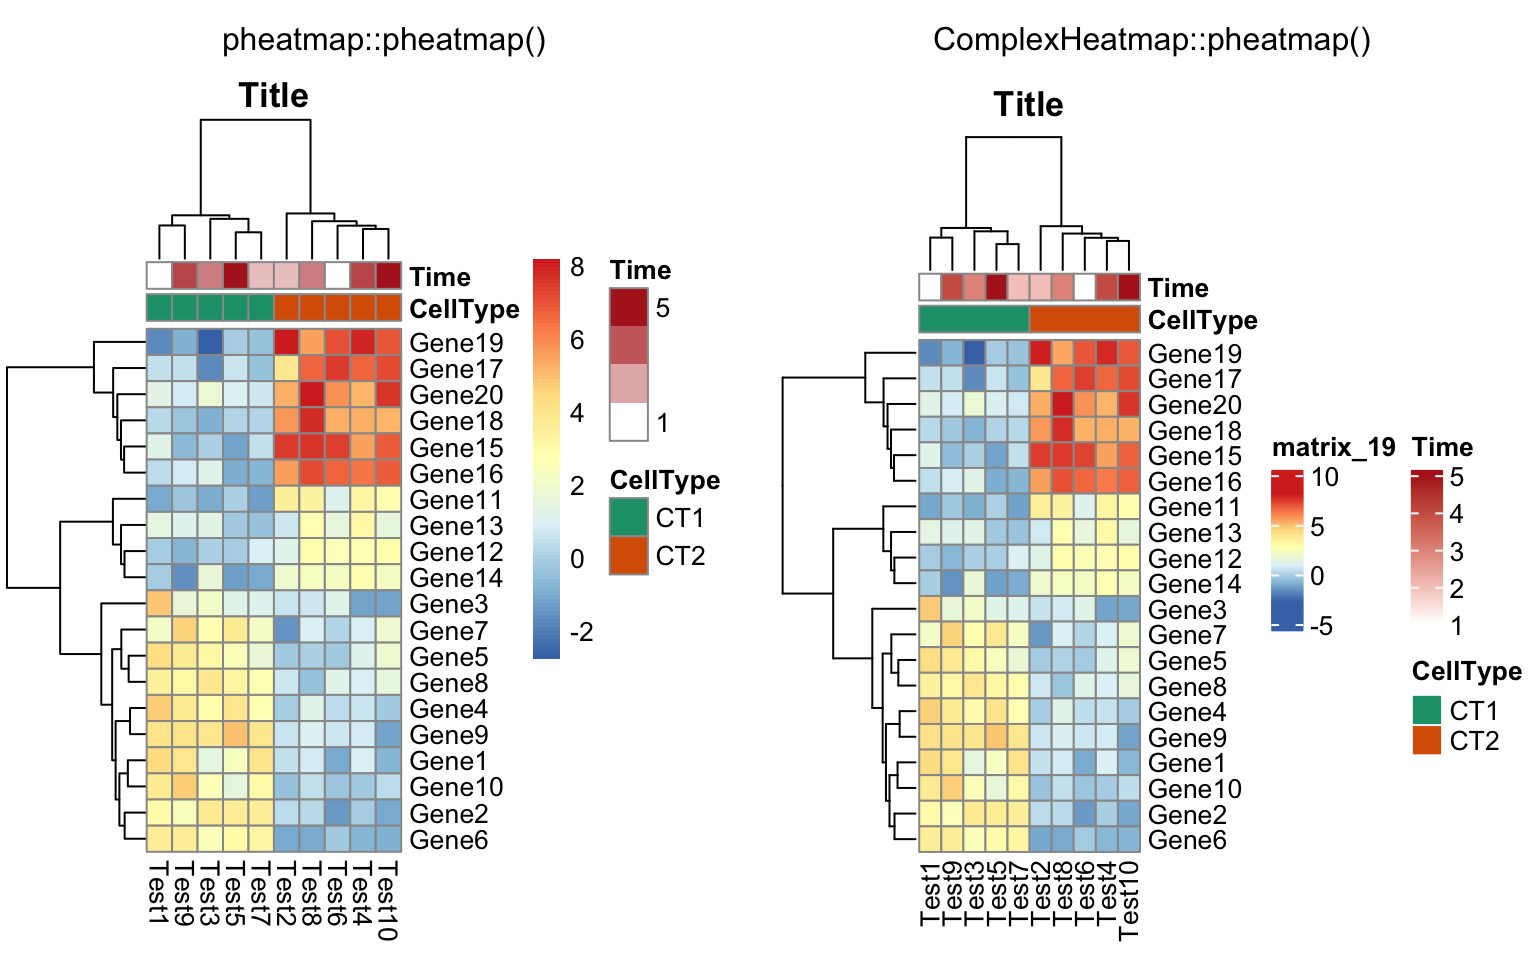 pheatmap::pheatmap()
Title
Time
CellType
Gene19
Gene17
Gene20
Gene18
Gene15
Gene16
Gene11
Gene13
Gene12
Gene14
Gene3
Gene7
Gene5
Gene8
Gene4
Gene9
Gene1
Gene10
Gene2
Gene6
Test1
Test9
Test3
Test5
Test7
Test2
Test8
Test6
Test4
Test10
8
6
4
2
0
-2
Time
5
1
CellType
CT1
CT2
ComplexHeatmap::pheatmap()
Title
Time
CellType
Gene19
Gene17
Gene20
Gene18
Gene15
Gene16
Gene11
Gene13
Gene12
Gene14
Gene3
Gene7
Gene5
Gene8
Gene4
Gene9
Gene1
Gene10
Gene2
Gene6
Test1
Test9
Test3
Test5
Test7
Test2
Test8
Test6
Test4
Test10
matrix_19
10
5
0
-5
Time
5
4
3
2
1
CellType
CT1
CT2